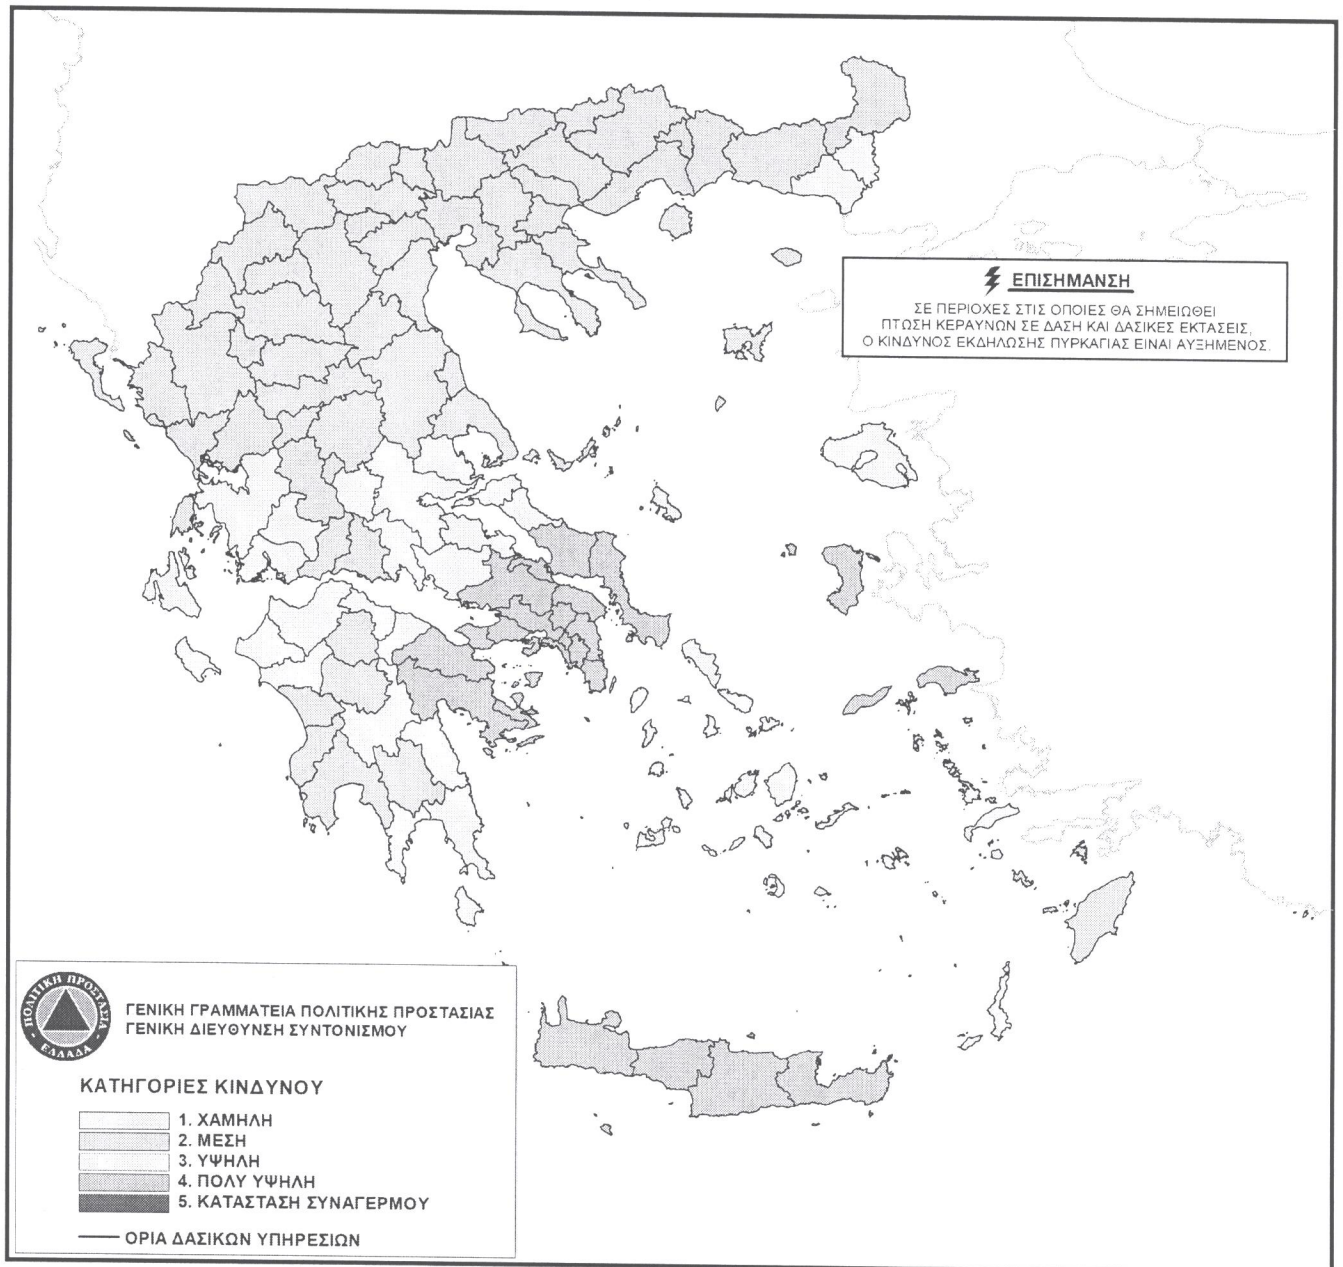 ΕΠΙΣΗΜΑΝΣΗ
ΣΕ ΠΕΡΙΟΧΕΣ ΣΤΙΣ ΟΠΟΙΕΣ ΘΑ ΣΗΜΕΙΩΘΕΙ
ΠΤΩΣΗ ΚΕΡΑΥΝΩΝ ΣΕ ΔΑΣΗ ΚΑΙ ΔΑΣΙΚΕΣ ΕΚΤΑΣΕΙΣ,
Ο ΚΙΝΔΥΝΟΣ ΕΚΔΗΛΩΣΗΣ ΠΥΡΚΑΓΙΑΣ ΕΙΝΑΙ ΑΥΞΗΜΕΝΟΣ.
ΠΟΛΙΤΙΚΗ ΠΡΟΣΤΑΣΙΑ
ΕΛΛΑΔΑ
ΓΕΝΙΚΗ ΓΡΑΜΜΑΤΕΙΑ ΠΟΛΙΤΙΚΗΣ ΠΡΟΣΤΑΣΙΑΣ
ΓΕΝΙΚΗ ΔΙΕΥΘΥΝΣΗ ΣΥΝΤΟΝΙΣΜΟΥ
ΚΑΤΗΓΟΡΙΕΣ ΚΙΝΔΥΝΟΥ
1. ΧΑΜΗΛΗ
2. ΜΕΣΗ
3. ΥΨΗΛΗ
4. ΠΟΛΥ ΥΨΗΛΗ
5. ΚΑΤΑΣΤΑΣΗ ΣΥΝΑΓΕΡΜΟΥ
ΟΡΙΑ ΔΑΣΙΚΩΝ ΥΠΗΡΕΣΙΩΝ